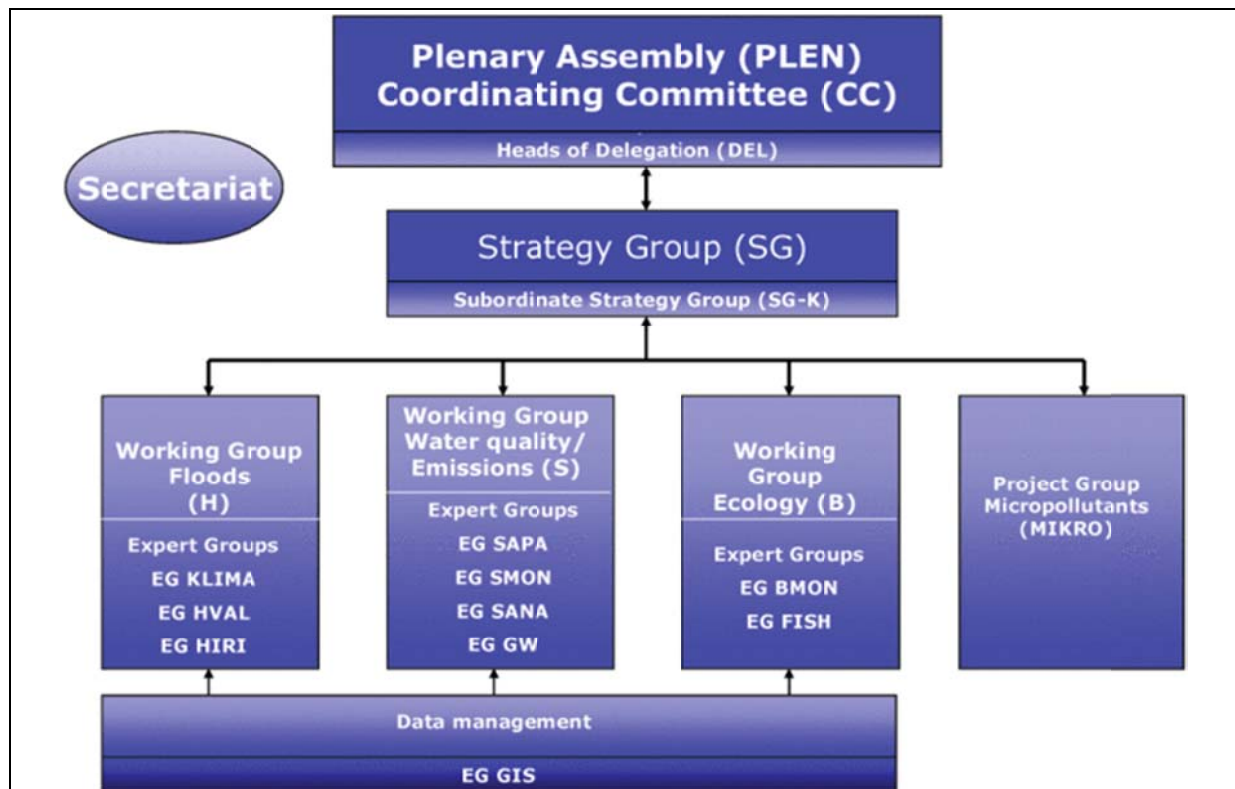 Plenary Assembly (PLEN)
Coordinating Committee (CC)
Heads of Delegation (DEL)
Secretariat
Strategy Group (SG)
Subordinate Strategy Group (SG-K)
Working Group
Floods
(H)
Expert Groups
EG KLIMA
EG HVAL
EG HIRI
Working Group
Water quality/
Emissions (S)
Expert Groups
EG SAPA
EG SMON
EG SANA
EG GW
Working
Group
Ecology (B)
Expert Groups
EG BMON
EG FISH
Project Group
Micropollutants
(MIKRO)
Data management
EG GIS